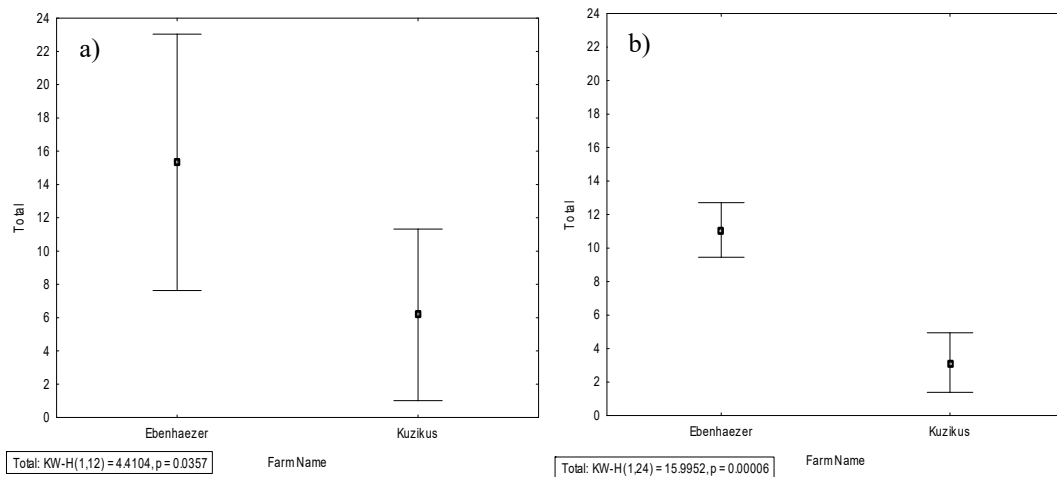 a)
24
22
20
18
16
14
12
10
8
6
4
2
0
Total
Ebenhaezer
Kuzikus
Total: KW-H(1,12) = 4.4104, p = 0.0357
Farm Name
b)
24
22
20
18
16
14
12
10
8
6
4
2
0
Total
Ebenhaezer
Kuzikus
Total: KW-H(1,24) = 15.9952, p = 0.00006
Farm Name